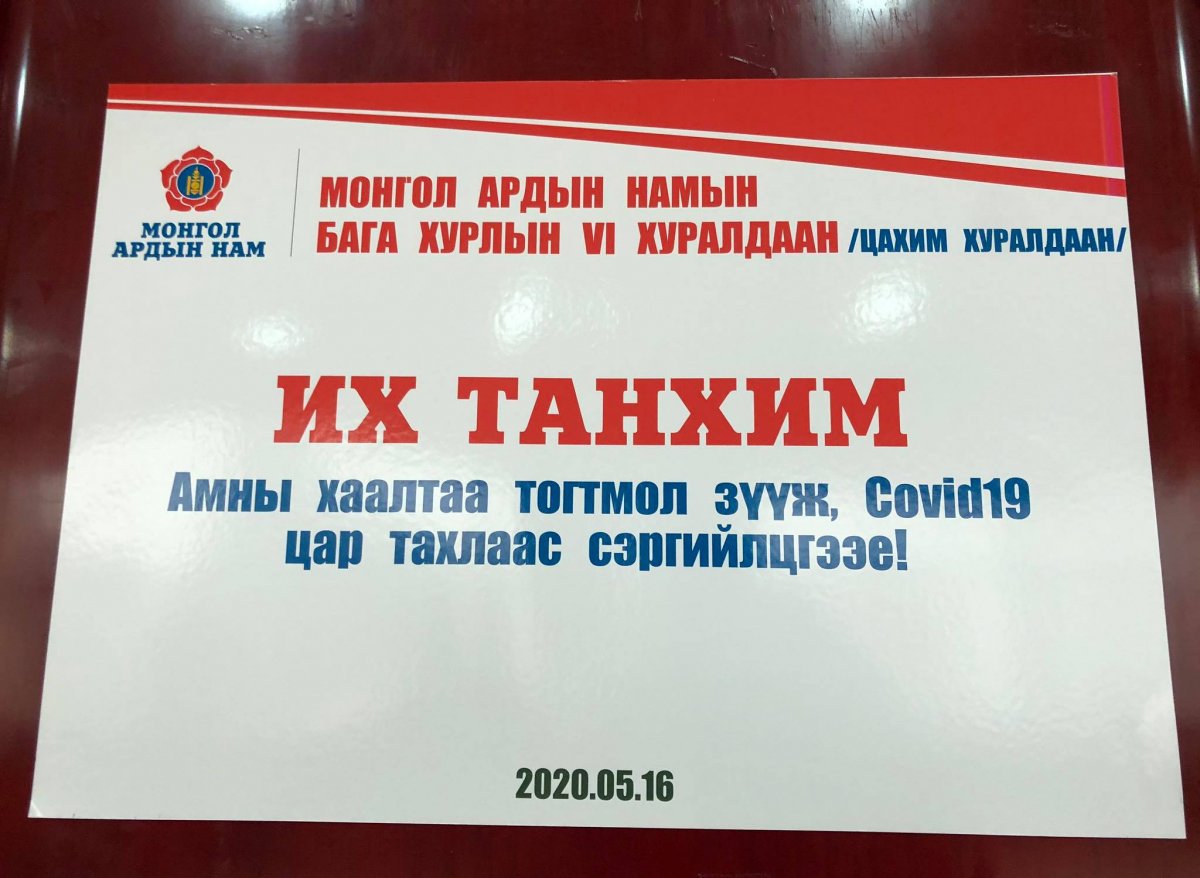 МОНГОЛ
АРДЫН НАМ
МОНГОЛ АРДЫН НАМЫН
БАГА ХУРЛЫН VI ХУРАЛДААН /ЦАХИМ ХУРАЛДААН/
ИХ ТАНХИМ
Амны хаалтаа тогтмол зүүж, Covid19
цар тахлаас сэргийлцгээе!
2020.05.16